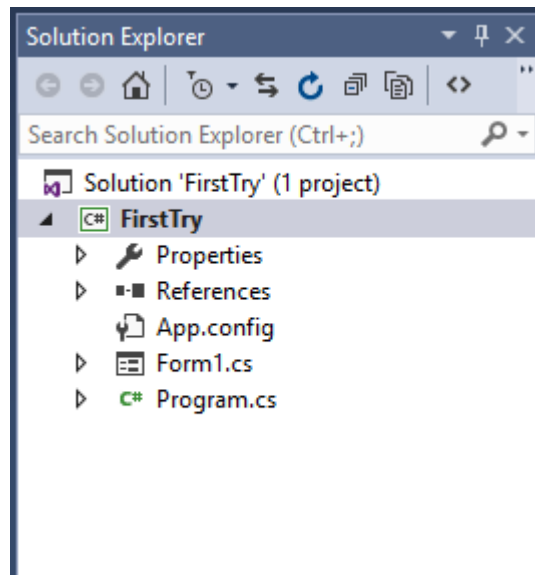 Solution Explorer
Search Solution Explorer (Ctrl+;)
Solution 'FirstTry' (1 project)
C# FirstTry
Properties
References
App.config
Form1.cs
C# Program.cs